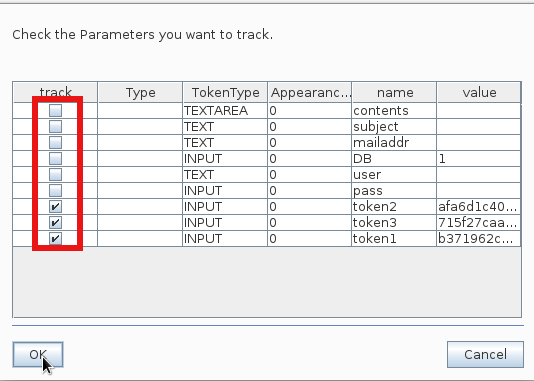 Check the Parameters you want to track.
track Type TokenType Appearanc... name value
TEXTAREA 0 contents
TEXT 0 subject
TEXT 0 mailaddr
INPUT 0 DB 1
TEXT 0 user
INPUT 0 pass
INPUT 0 token2 afa6d1c40...
INPUT 0 token3 715f27caa...
INPUT 0 token1 b371962c...
OK Cancel